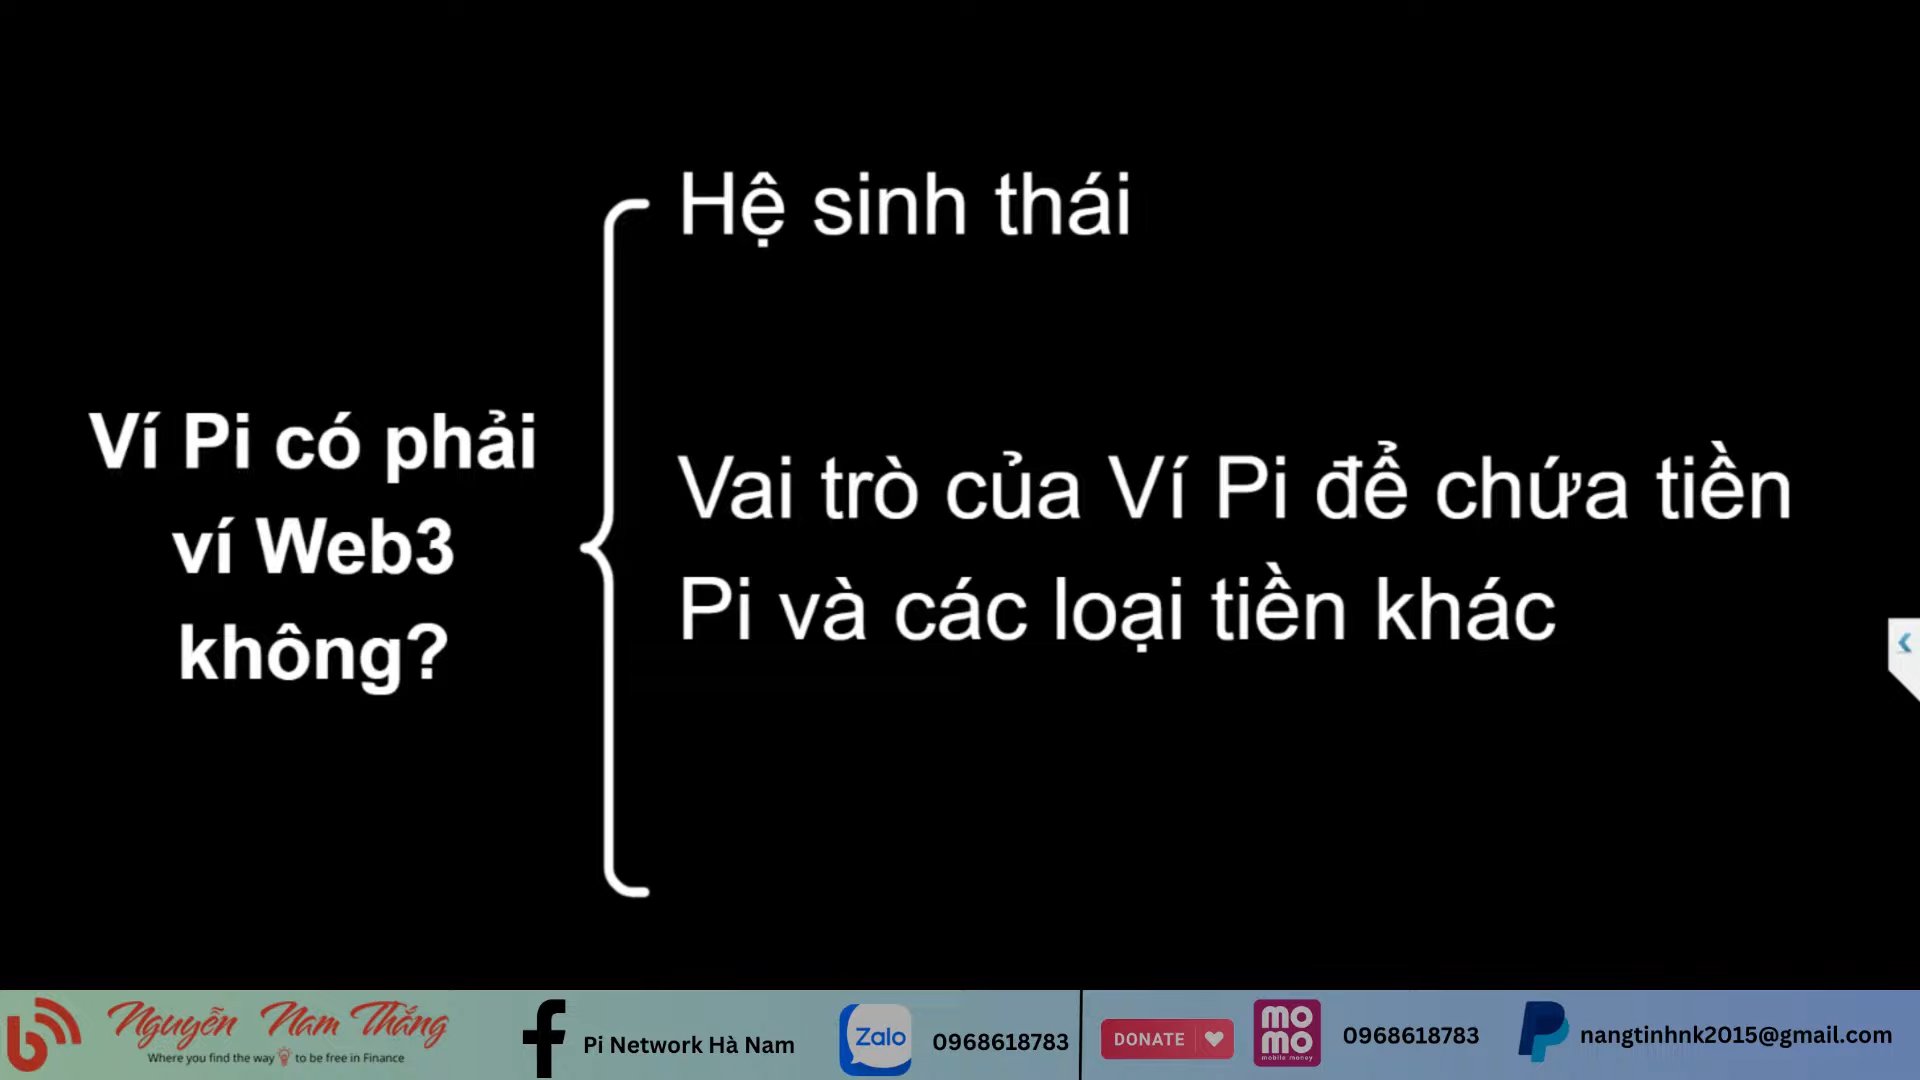 Hệ sinh thái
Ví Pi có phải
ví Web3
không?
Vai trò của Ví Pi để chứa tiền
Pi và các loại tiền khác
Nguyễn Nam Thắng
Where you find the way to be free in Finance
Pi Network Hà Nam
Zalo
0968618783
DONATE
mo
mo
mobile money
0968618783
nangtinhnk2015@gmail.com